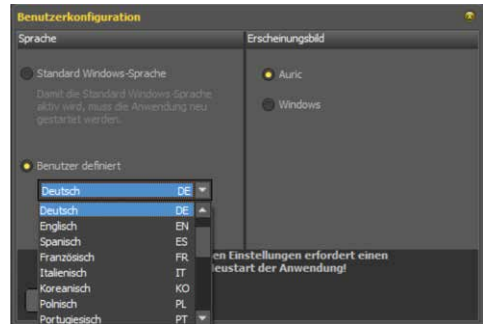 Benutzerkonfiguration
Sprache
Erscheinungsbild
Standard Windows-Sprache
Damit die Standard Windows-Sprache
aktiv wird, muss die Anwendung neu
gestartet werden.
Auric
Windows
Benutzer definiert
Deutsch DE
Deutsch DE
Englisch EN
Spanisch ES
Französisch FR
Italienisch IT
Koreanisch KO
Polnisch PL
Portugiesisch PT
en Einstellungen erfordert einen
Neustart der Anwendung!